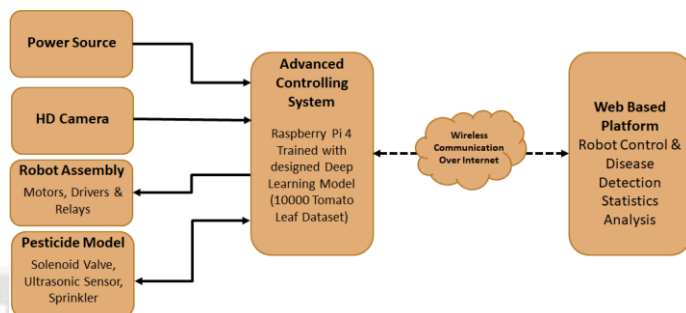 Power Source
HD Camera
Robot Assembly
Motors, Drivers &
Relays
Pesticide Model
Solenoid Valve,
Ultrasonic Sensor,
Sprinkler
Advanced
Controlling
System
Raspberry Pi 4
Trained with
designed Deep
Learning Model
(10000 Tomato
Leaf Dataset)
Wireless
Communication
Over Internet
Web Based
Platform
Robot Control &
Disease
Detection
Statistics
Analysis